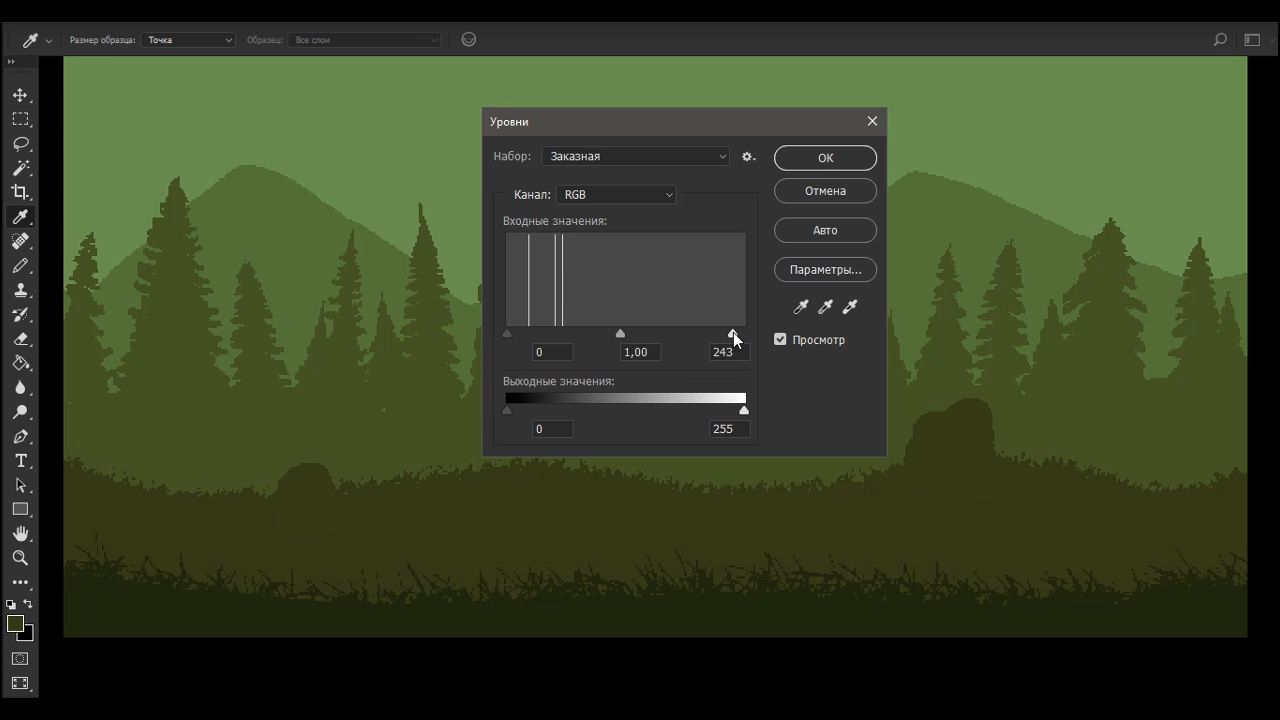 Размер образца: Точка Образец: Все слои
Уровни
Набор: Заказная
OK
Отмена
Канал: RGB
Входные значения:
Авто
Параметры...
Просмотр
0 1,00 243
Выходные значения:
0 255